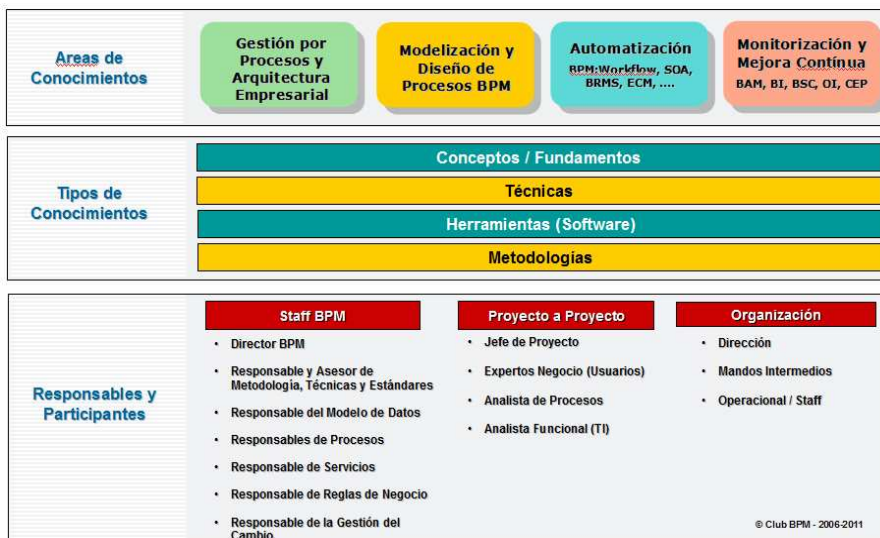 Areas de
Conocimientos
Gestión por
Procesos y
Arquitectura
Empresarial
Modelización y
Diseño de
Procesos BPM
Automatización
BPM:Workflow, SOA,
BRMS, ECM, ....
Monitorización y
Mejora Contínua
BAM, BI, BSC, OI, CEP
Tipos de
Conocimientos
Conceptos / Fundamentos
Técnicas
Herramientas (Software)
Metodologías
Responsables y
Participantes
Staff BPM
• Director BPM
• Responsable y Asesor de
Metodología, Técnicas y Estándares
• Responsable del Modelo de Datos
• Responsables de Procesos
• Responsable de Servicios
• Responsable de Reglas de Negocio
• Responsable de la Gestión del
Cambio
Proyecto a Proyecto
• Jefe de Proyecto
• Expertos Negocio (Usuarios)
• Analista de Procesos
• Analista Funcional (TI)
Organización
• Dirección
• Mandos Intermedios
• Operacional / Staff
© Club BPM - 2006-2011